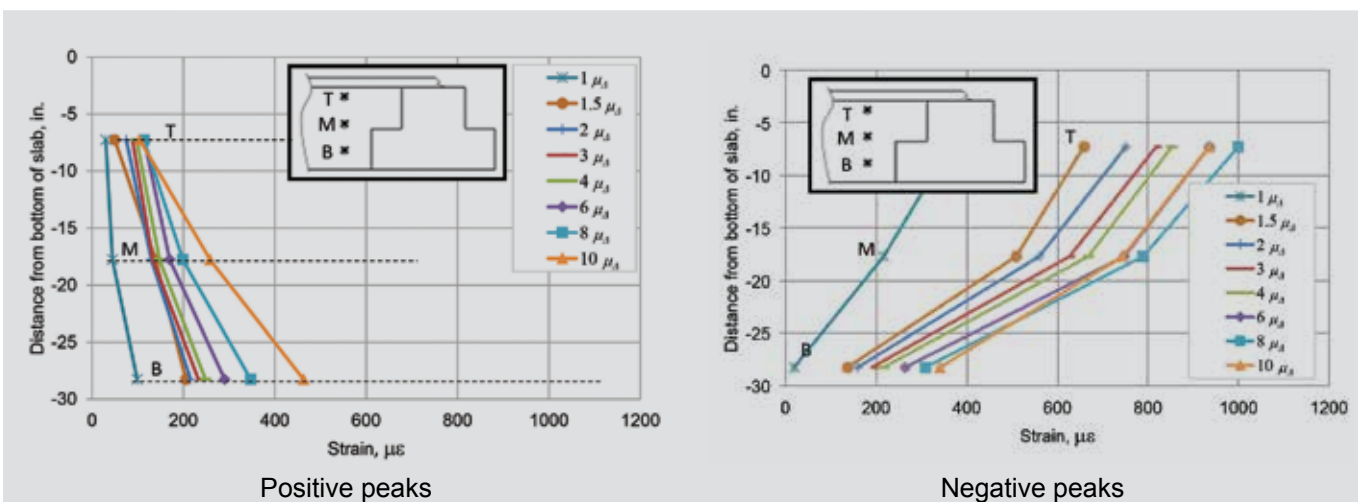 0
-5
-10
-15
-20
-25
-30
Distance from bottom of slab, in.
T
M
B
T
M
B
1 μΔ
1.5 μΔ
2 μΔ
3 μΔ
4 μΔ
6 μΔ
8 μΔ
10 μΔ
0 200 400 600 800 1000 1200
Strain, με
Positive peaks
0
-5
-10
-15
-20
-25
-30
Distance from bottom of slab, in.
T
M
B
T
M
B
1 μΔ
1.5 μΔ
2 μΔ
3 μΔ
4 μΔ
6 μΔ
8 μΔ
10 μΔ
0 200 400 600 800 1000 1200
Strain, με
Negative peaks